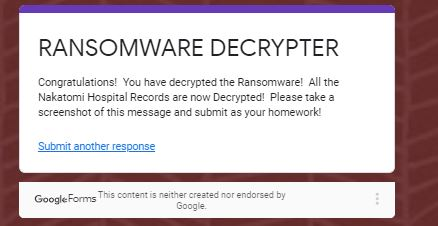 RANSOMWARE DECRYPTER
Congratulations! You have decrypted the Ransomware! All the
Nakatomi Hospital Records are now Decrypted! Please take a
screenshot of this message and submit as your homework!
Submit another response
Google Forms This content is neither created nor endorsed by
Google.